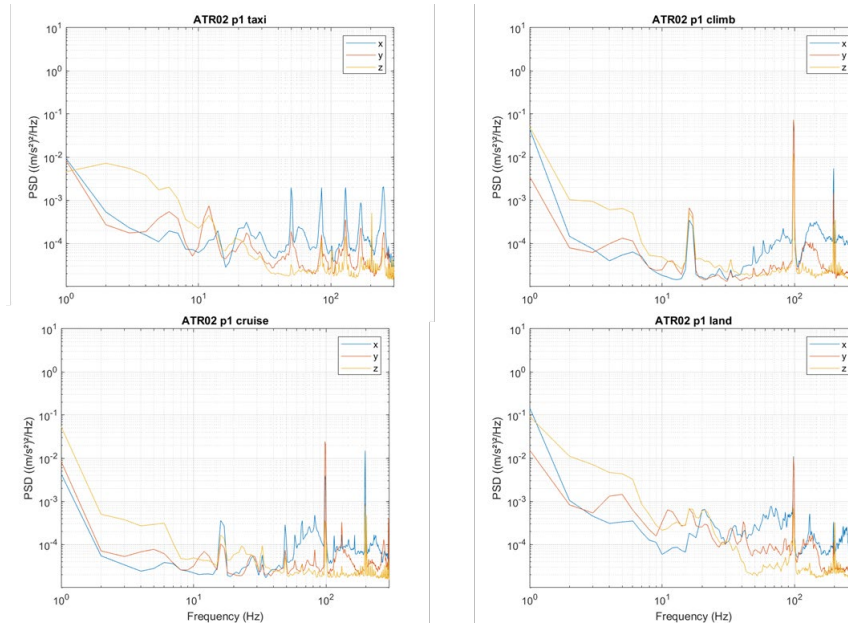 ATR02 p1 taxi
10^1
10^0
10^-1
10^-2
10^-3
10^-4
PSD ((m/s²)²/Hz)
x
y
z
10^0 10^1 10^2
ATR02 p1 climb
10^1
10^0
10^-1
10^-2
10^-3
10^-4
PSD ((m/s²)²/Hz)
x
y
z
10^0 10^1 10^2
ATR02 p1 cruise
10^1
10^0
10^-1
10^-2
10^-3
10^-4
PSD ((m/s²)²/Hz)
x
y
z
10^0 10^1 10^2
Frequency (Hz)
ATR02 p1 land
10^1
10^0
10^-1
10^-2
10^-3
10^-4
PSD ((m/s²)²/Hz)
x
y
z
10^0 10^1 10^2
Frequency (Hz)